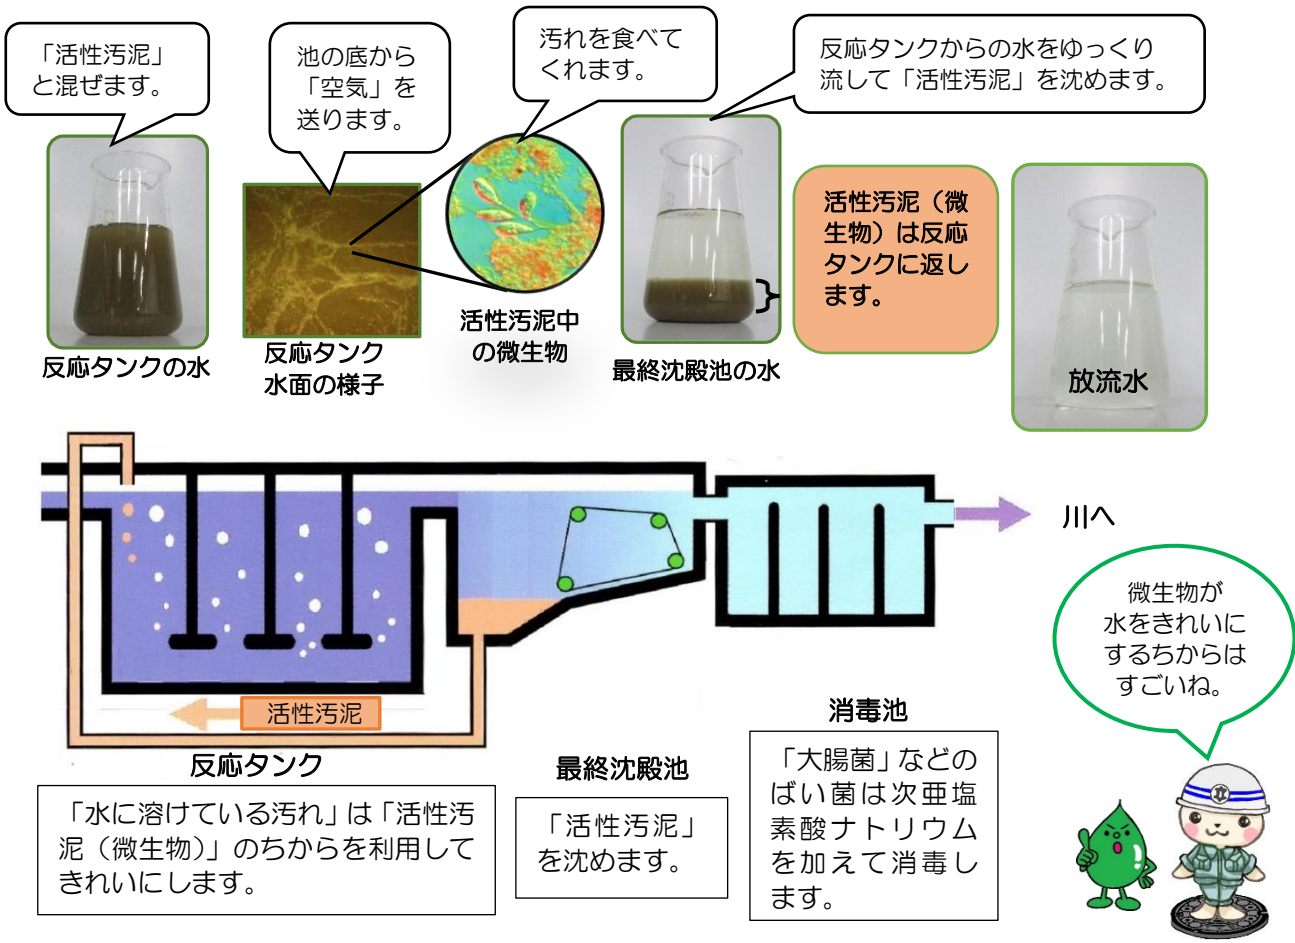 「活性汚泥」
と混ぜます。
池の底から
「空気」を
送ります。
汚れを食べて
くれます。
反応タンクからの水をゆっくり
流して「活性汚泥」を沈めます。
反応タンクの水
反応タンク
水面の様子
活性汚泥中
の微生物
最終沈殿池の水
活性汚泥（微
生物）は反応
タンクに返し
ます。
放流水
川へ
微生物が
水をきれいに
するちからは
すごいね。
活性汚泥
反応タンク
「水に溶けている汚れ」は「活性汚
泥（微生物）」のちからを利用して
きれいにします。
最終沈殿池
「活性汚泥」
を沈めます。
消毒池
「大腸菌」などの
ばい菌は次亜塩
素酸ナトリウム
を加えて消毒し
ます。